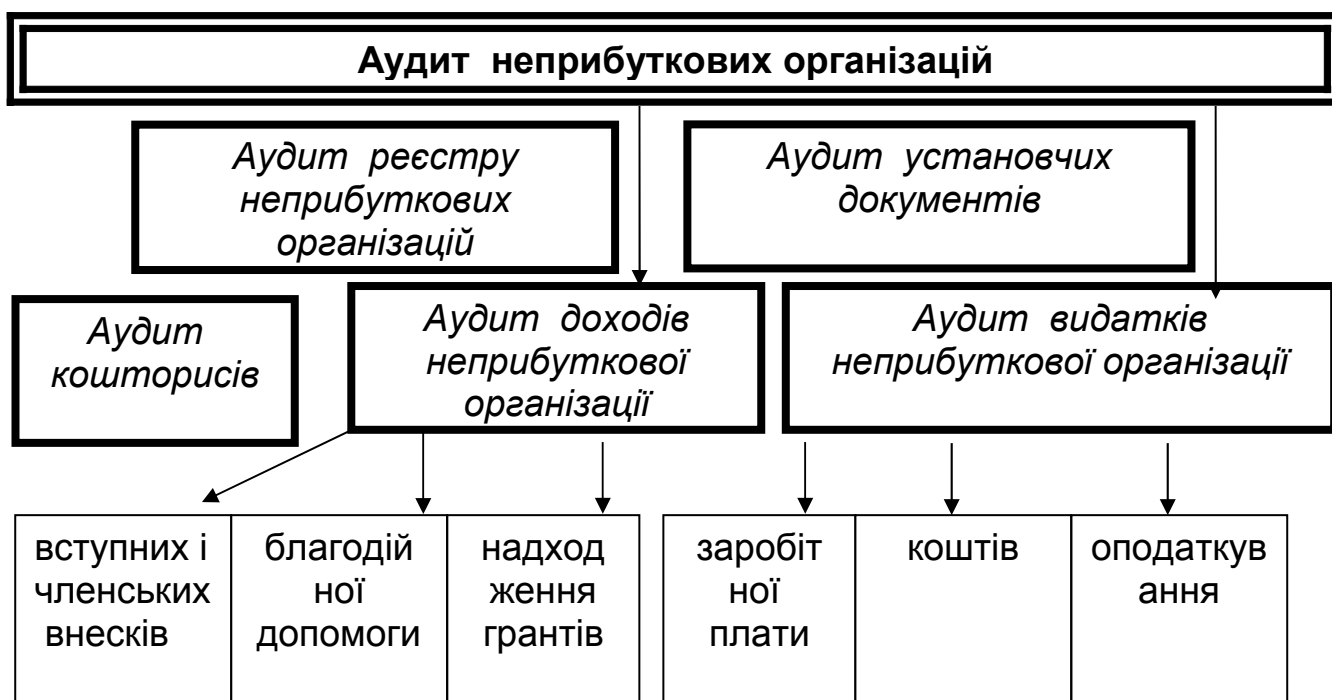 Аудит неприбуткових організацій
Аудит реєстру
неприбуткових
організацій
Аудит установчих
документів
Аудит
кошторисів
Аудит доходів
неприбуткової
організації
Аудит видатків
неприбуткової організації
вступних і
членських
внесків
благодій
ної
допомоги
надход
ження
грантів
заробіт
ної
плати
коштів
оподаткув
ання